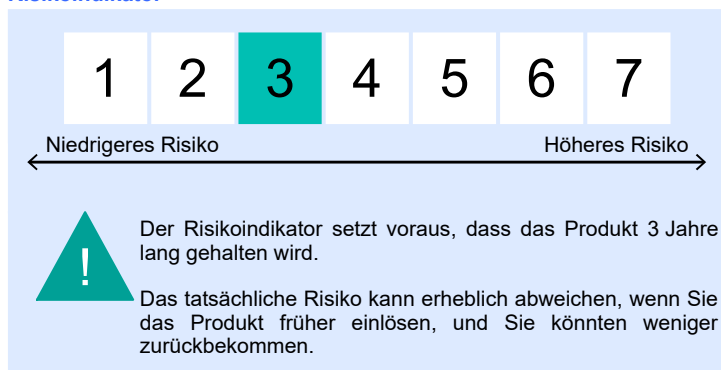 Risikoindikator
1 2 3 4 5 6 7
Niedrigeres Risiko Höheres Risiko
!
Der Risikoindikator setzt voraus, dass das Produkt 3 Jahre
lang gehalten wird.
Das tatsächliche Risiko kann erheblich abweichen, wenn Sie
das Produkt früher einlösen, und Sie könnten weniger
zurückbekommen.